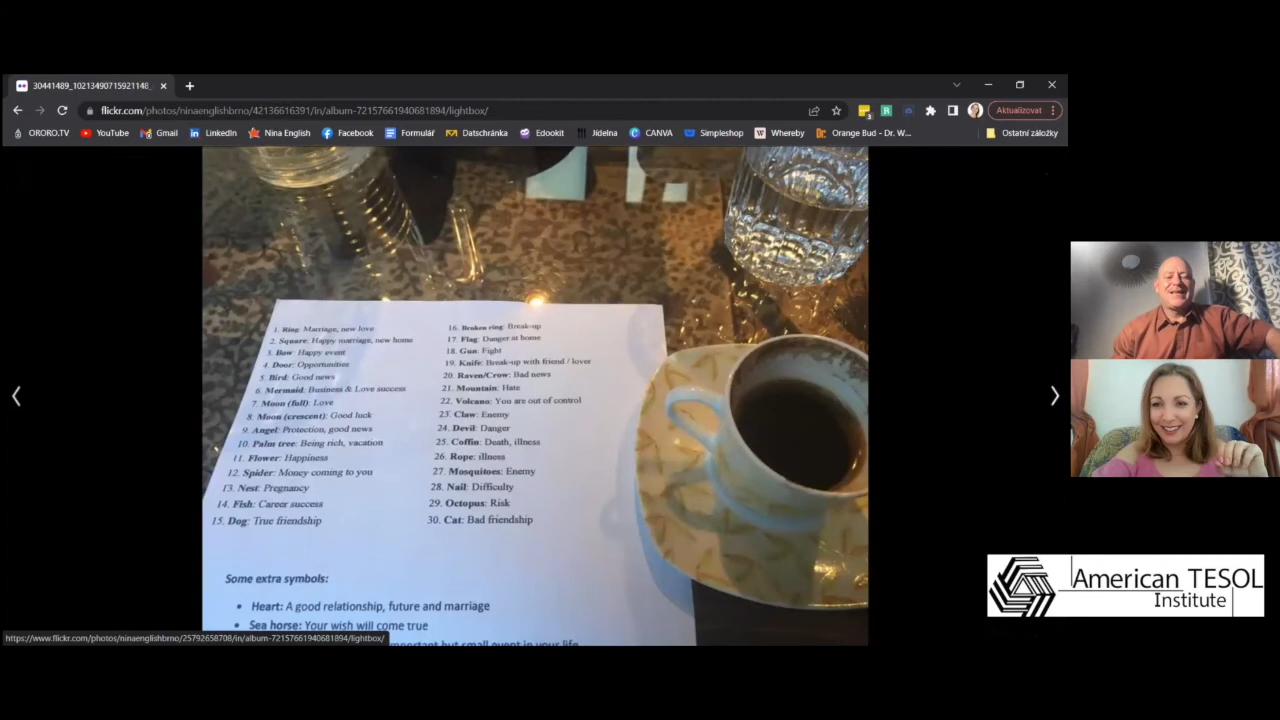 30441489_10213490715921148_
flickr.com/photos/ninaenglishbrno/42136616391/in/album-72157661940681894/lightbox/
Aktualizovat
ORORO.TV YouTube Gmail LinkedIn Nina English Facebook Formulář Datschránka Edookit Jídelna CANVA Simpleshop Whereby Orange Bud - Dr. W... Ostatní záložky
1. Ring: Marriage, new love
2. Square: Happy marriage, new home
3. Bow: Happy event
4. Door: Opportunities
5. Bird: Good news
6. Mermaid: Business & Love success
7. Moon (full): Love
8. Moon (crescent): Good luck
9. Angel: Protection, good news
10. Palm tree: Being rich, vacation
11. Flower: Happiness
12. Spider: Money coming to you
13. Nest: Pregnancy
14. Fish: Career success
15. Dog: True friendship
16. Broken ring: Break-up
17. Flag: Danger at home
18. Gun: Fight
19. Knife: Break-up with friend / lover
20. Raven/Crow: Bad news
21. Mountain: Hate
22. Volcano: You are out of control
23. Claw: Enemy
24. Devil: Danger
25. Coffin: Death, illness
26. Rope: illness
27. Mosquitoes: Enemy
28. Nail: Difficulty
29. Octopus: Risk
30. Cat: Bad friendship
Some extra symbols:
• Heart: A good relationship, future and marriage
• Sea horse: Your wish will come true
important but small event in your life
https://www.flickr.com/photos/ninaenglishbrno/25792658708/in/album-72157661940681894/lightbox/
American TESOL
Institute